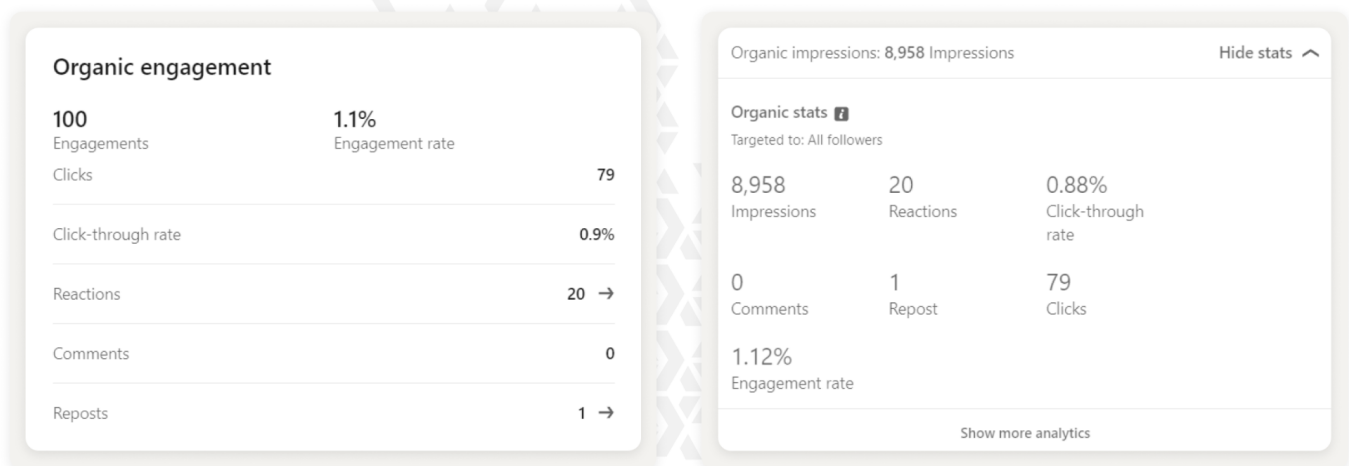 Organic engagement
100 1.1%
Engagements Engagement rate
Clicks 79
Click-through rate 0.9%
Reactions 20 →
Comments 0
Reposts 1 →
Organic impressions: 8,958 Impressions Hide stats
Organic stats i
Targeted to: All followers
8,958 20 0.88%
Impressions Reactions Click-through
rate
0 1 79
Comments Repost Clicks
1.12%
Engagement rate
Show more analytics